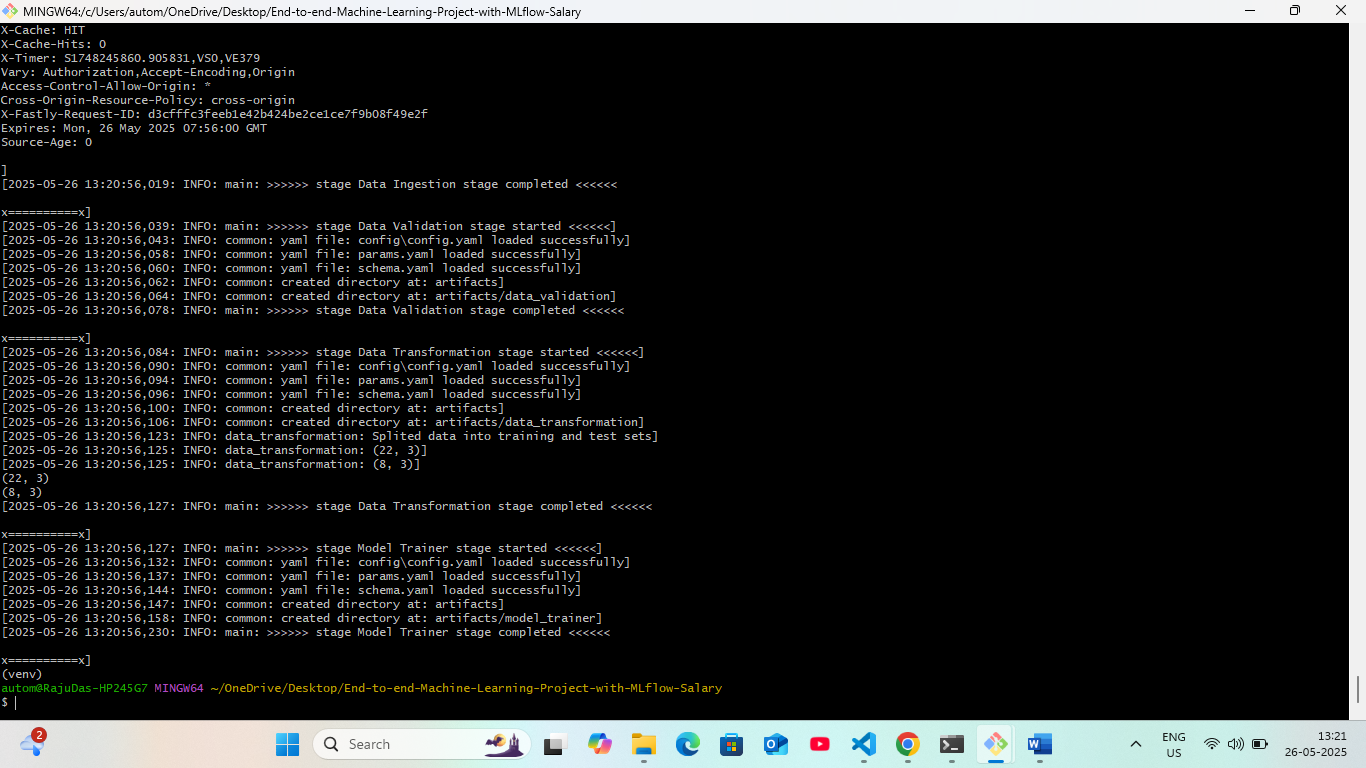 MINGW64:/c/Users/autom/OneDrive/Desktop/End-to-end-Machine-Learning-Project-with-MLflow-Salary
X-Cache: HIT
X-Cache-Hits: 0
X-Timer: S1748245860.905831,VS0,VE379
Vary: Authorization,Accept-Encoding,Origin
Access-Control-Allow-Origin: *
Cross-Origin-Resource-Policy: cross-origin
X-Fastly-Request-ID: d3cfffc3feeb1e42b424be2ce1ce7f9b08f49e2f
Expires: Mon, 26 May 2025 07:56:00 GMT
Source-Age: 0
]
[2025-05-26 13:20:56,019: INFO: main: >>>>>> stage Data Ingestion stage completed <<<<<<
x==========x]
[2025-05-26 13:20:56,039: INFO: main: >>>>>> stage Data Validation stage started <<<<<<]
[2025-05-26 13:20:56,043: INFO: common: yaml file: config\config.yaml loaded successfully]
[2025-05-26 13:20:56,058: INFO: common: yaml file: params.yaml loaded successfully]
[2025-05-26 13:20:56,060: INFO: common: yaml file: schema.yaml loaded successfully]
[2025-05-26 13:20:56,062: INFO: common: created directory at: artifacts]
[2025-05-26 13:20:56,064: INFO: common: created directory at: artifacts/data_validation]
[2025-05-26 13:20:56,078: INFO: main: >>>>>> stage Data Validation stage completed <<<<<<
x==========x]
[2025-05-26 13:20:56,084: INFO: main: >>>>>> stage Data Transformation stage started <<<<<<]
[2025-05-26 13:20:56,090: INFO: common: yaml file: config\config.yaml loaded successfully]
[2025-05-26 13:20:56,094: INFO: common: yaml file: params.yaml loaded successfully]
[2025-05-26 13:20:56,096: INFO: common: yaml file: schema.yaml loaded successfully]
[2025-05-26 13:20:56,100: INFO: common: created directory at: artifacts]
[2025-05-26 13:20:56,106: INFO: common: created directory at: artifacts/data_transformation]
[2025-05-26 13:20:56,123: INFO: data_transformation: Splited data into training and test sets]
[2025-05-26 13:20:56,125: INFO: data_transformation: (22, 3)]
[2025-05-26 13:20:56,125: INFO: data_transformation: (8, 3)]
(22, 3)
(8, 3)
[2025-05-26 13:20:56,127: INFO: main: >>>>>> stage Data Transformation stage completed <<<<<<
x==========x]
[2025-05-26 13:20:56,127: INFO: main: >>>>>> stage Model Trainer stage started <<<<<<]
[2025-05-26 13:20:56,132: INFO: common: yaml file: config\config.yaml loaded successfully]
[2025-05-26 13:20:56,137: INFO: common: yaml file: params.yaml loaded successfully]
[2025-05-26 13:20:56,144: INFO: common: yaml file: schema.yaml loaded successfully]
[2025-05-26 13:20:56,147: INFO: common: created directory at: artifacts]
[2025-05-26 13:20:56,158: INFO: common: created directory at: artifacts/model_trainer]
[2025-05-26 13:20:56,230: INFO: main: >>>>>> stage Model Trainer stage completed <<<<<<
x==========x]
(venv)
autom@RajuDas-HP245G7 MINGW64 ~/OneDrive/Desktop/End-to-end-Machine-Learning-Project-with-MLflow-Salary
$
2
Search
ENG
US
13:21
26-05-2025